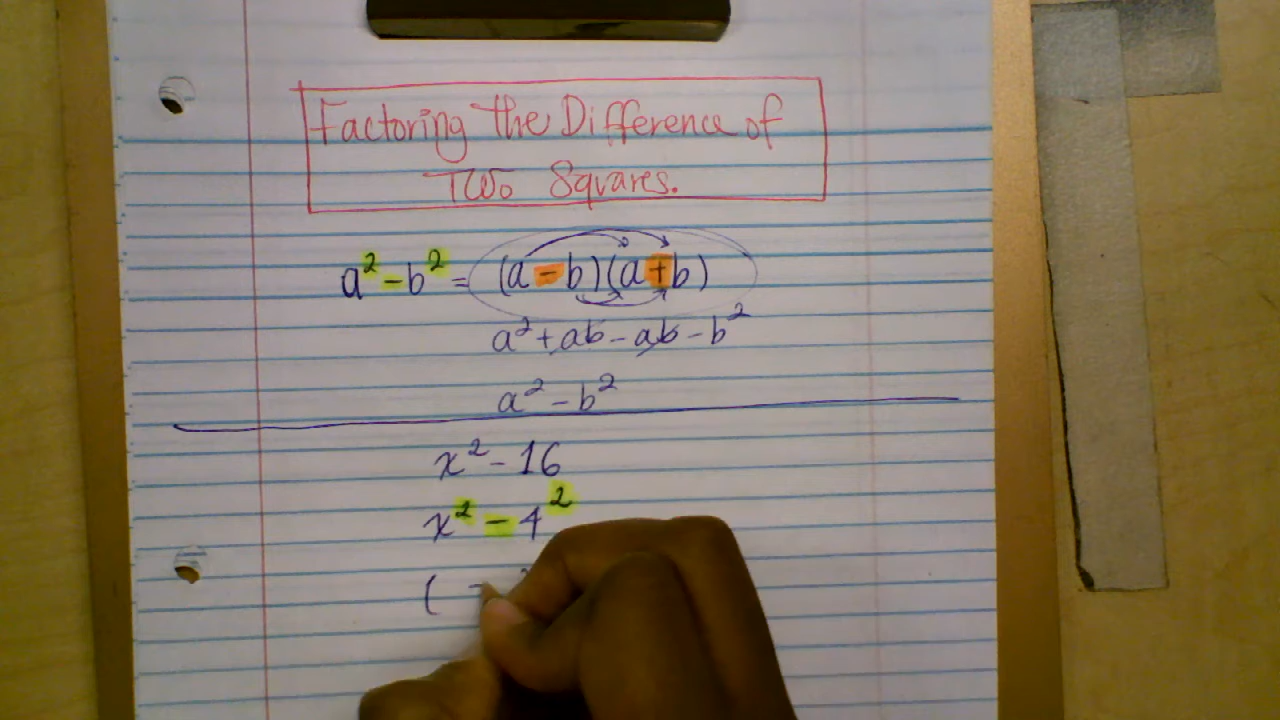 Factoring the Difference of
Two Squares.
a² - b² = (a - b)(a + b)
a² + ab - ab - b²
a² - b²
x² - 16
x² - 4²
( -